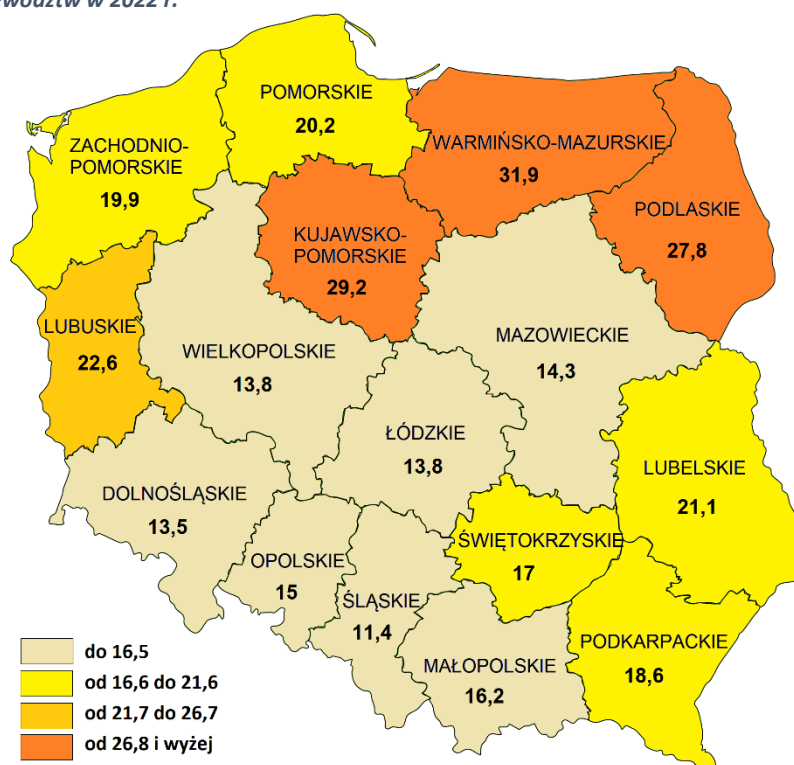 ództw w 2022 r.
POMORSKIE
20,2
ZACHODNIO-
POMORSKIE
19,9
WARMIŃSKO-MAZURSKIE
31,9
PODLASKIE
27,8
KUJAWSKO-
POMORSKIE
29,2
LUBUSKIE
22,6
WIELKOPOLSKIE
13,8
MAZOWIECKIE
14,3
ŁÓDZKIE
13,8
LUBELSKIE
21,1
DOLNOŚLĄSKIE
13,5
OPOLSKIE
15
ŚWIĘTOKRZYSKIE
17
ŚLĄSKIE
11,4
MAŁOPOLSKIE
16,2
PODKARPACKIE
18,6
do 16,5
od 16,6 do 21,6
od 21,7 do 26,7
od 26,8 i wyżej